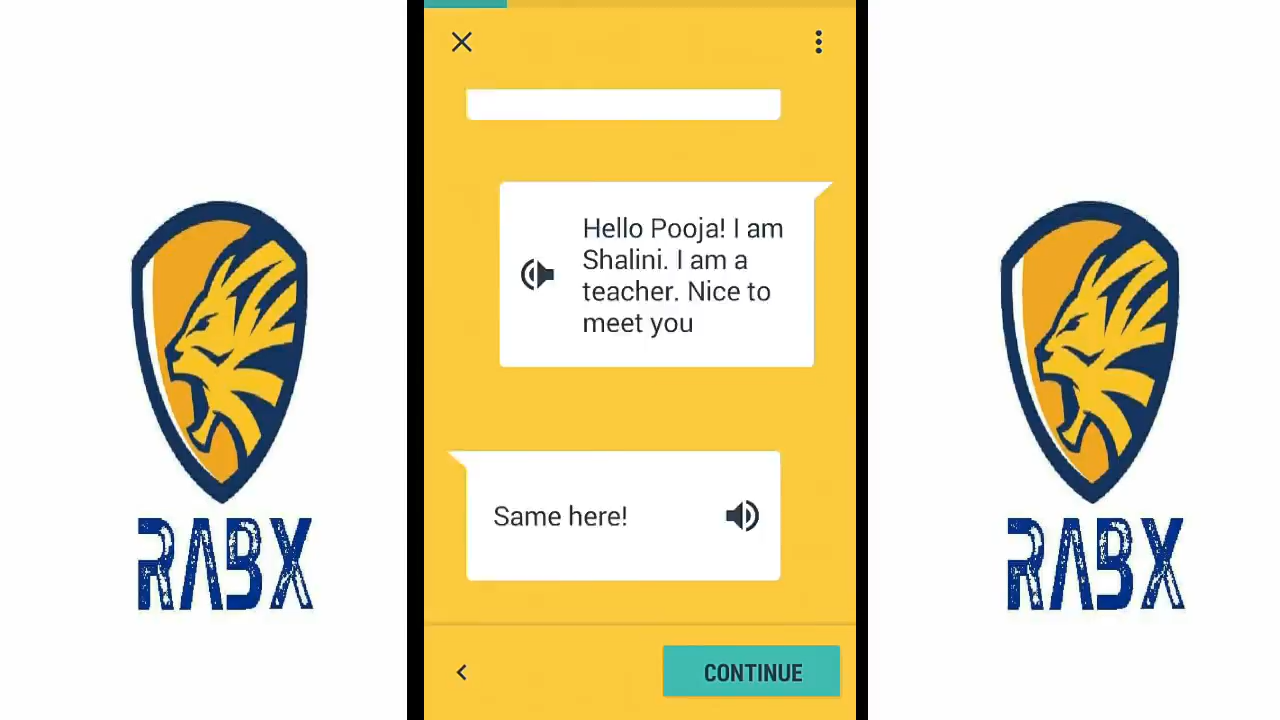 Hello Pooja! I am
Shalini. I am a
teacher. Nice to
meet you
Same here!
RABX
RABX
CONTINUE